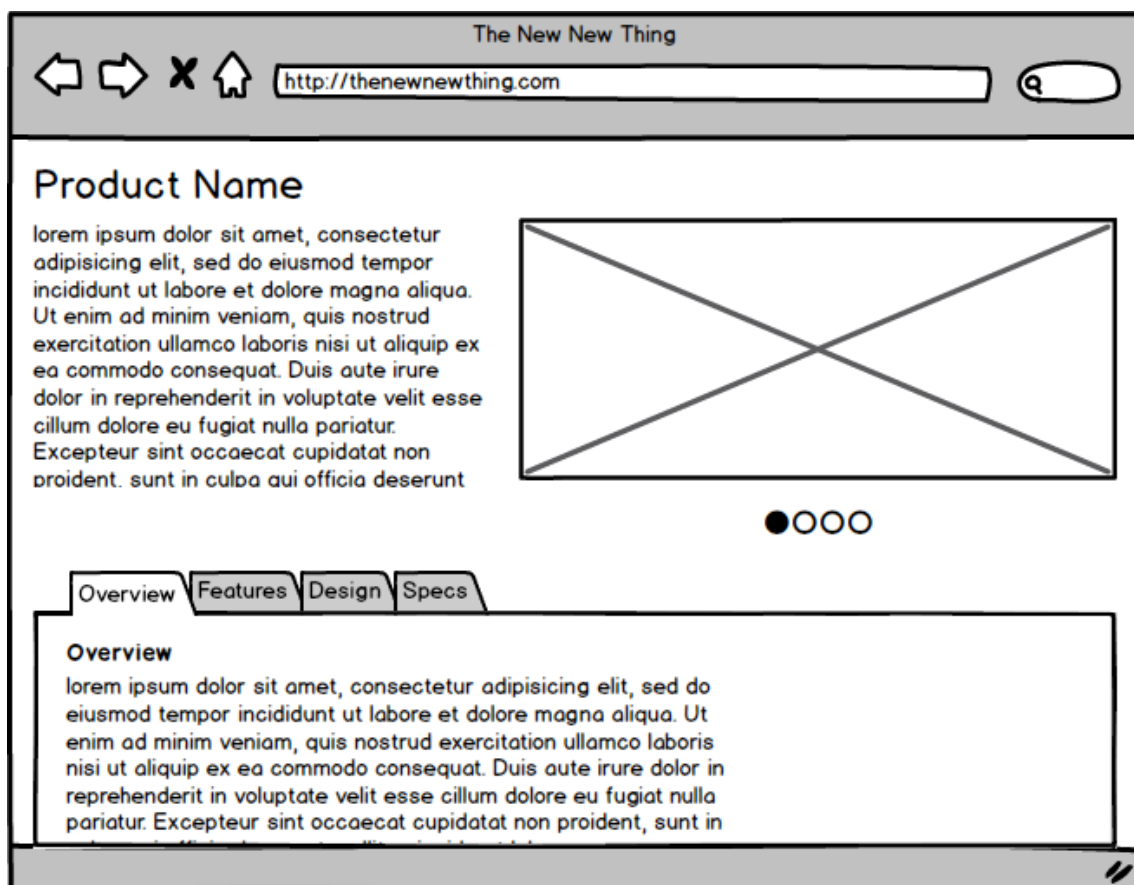 The New New Thing
http://thenewnewthing.com
Product Name
lorem ipsum dolor sit amet, consectetur
adipisicing elit, sed do eiusmod tempor
incididunt ut labore et dolore magna aliqua.
Ut enim ad minim veniam, quis nostrud
exercitation ullamco laboris nisi ut aliquip ex
ea commodo consequat. Duis aute irure
dolor in reprehenderit in voluptate velit esse
cillum dolore eu fugiat nulla pariatur.
Excepteur sint occaecat cupidatat non
proident, sunt in culpa qui officia deserunt
Overview Features Design Specs
Overview
lorem ipsum dolor sit amet, consectetur adipisicing elit, sed do
eiusmod tempor incididunt ut labore et dolore magna aliqua. Ut
enim ad minim veniam, quis nostrud exercitation ullamco laboris
nisi ut aliquip ex ea commodo consequat. Duis aute irure dolor in
reprehenderit in voluptate velit esse cillum dolore eu fugiat nulla
pariatur. Excepteur sint occaecat cupidatat non proident, sunt in